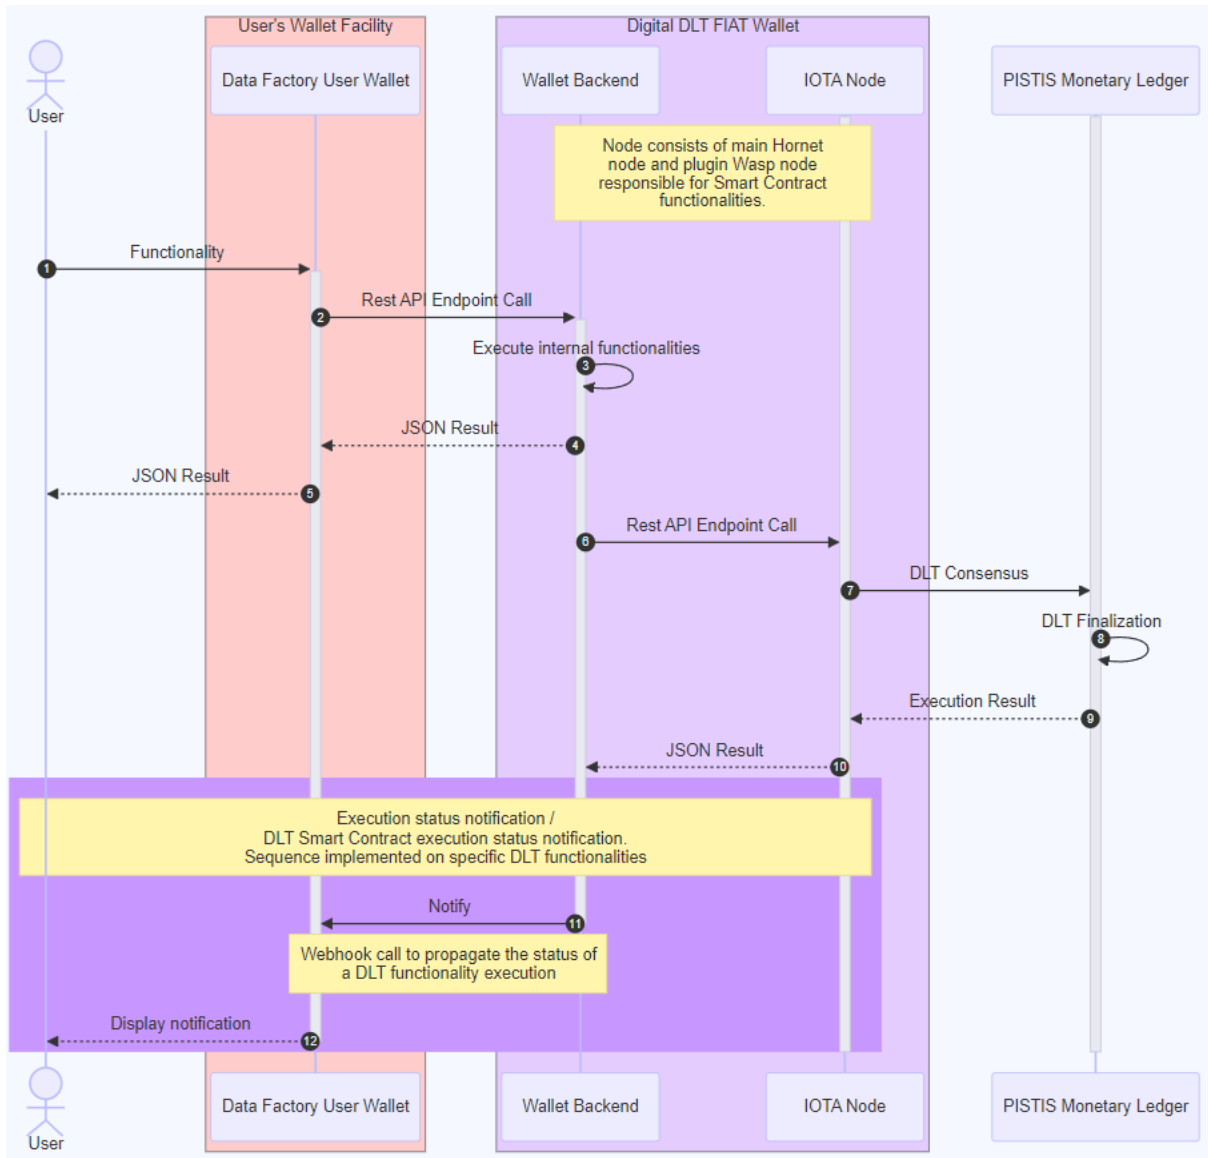 User's Wallet Facility
Digital DLT FIAT Wallet
Data Factory User Wallet
Wallet Backend
IOTA Node
PISTIS Monetary Ledger
User
Node consists of main Hornet
node and plugin Wasp node
responsible for Smart Contract
functionalities.
Functionality
1
Rest API Endpoint Call
2
Execute internal functionalities
3
JSON Result
4
JSON Result
5
Rest API Endpoint Call
6
DLT Consensus
7
DLT Finalization
8
Execution Result
9
JSON Result
10
Execution status notification /
DLT Smart Contract execution status notification.
Sequence implemented on specific DLT functionalities
Notify
11
Webhook call to propagate the status of
a DLT functionality execution
Display notification
12
Data Factory User Wallet
Wallet Backend
IOTA Node
PISTIS Monetary Ledger
User